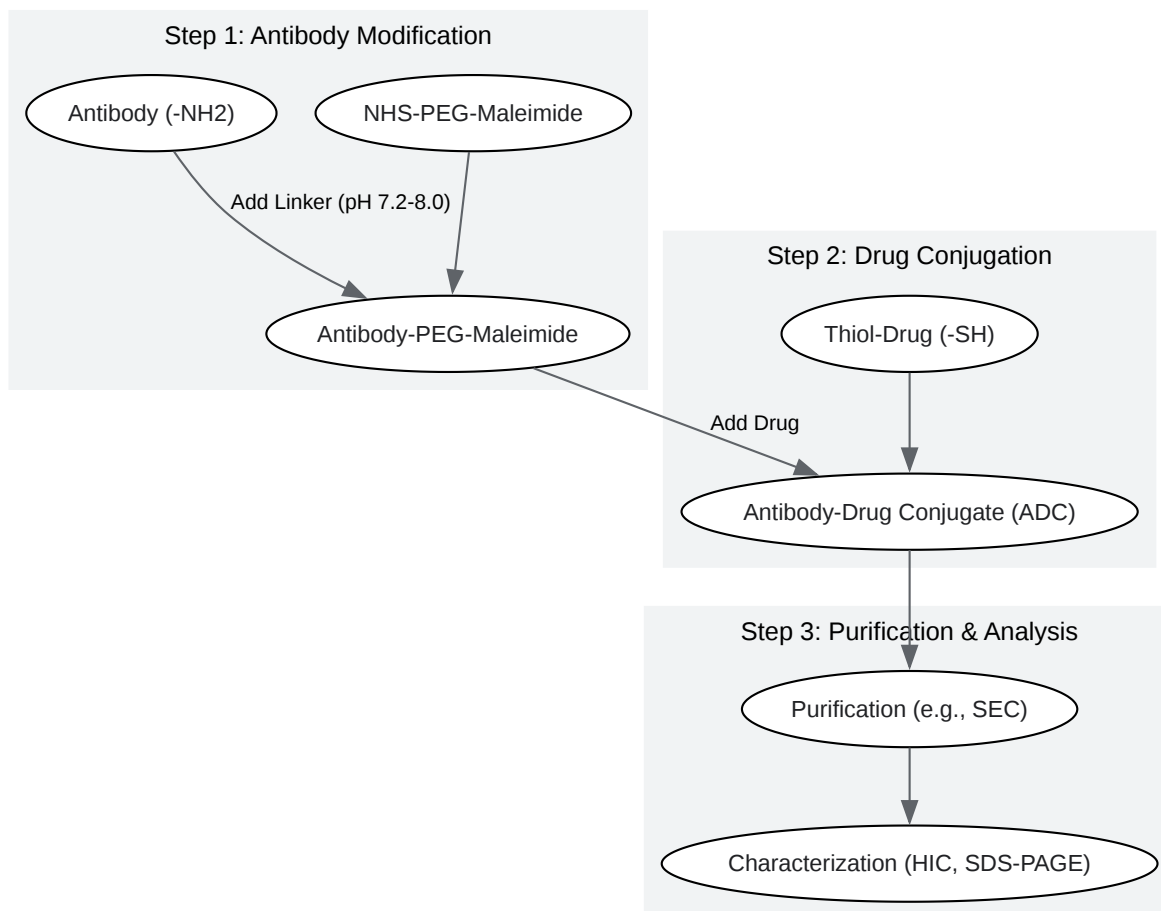 Step 1: Antibody Modification
Antibody (-NH2)
NHS-PEG-Maleimide
Add Linker (pH 7.2-8.0)
Antibody-PEG-Maleimide
Step 2: Drug Conjugation
Thiol-Drug (-SH)
Add Drug
Antibody-Drug Conjugate (ADC)
Step 3: Purification & Analysis
Purification (e.g., SEC)
Characterization (HIC, SDS-PAGE)